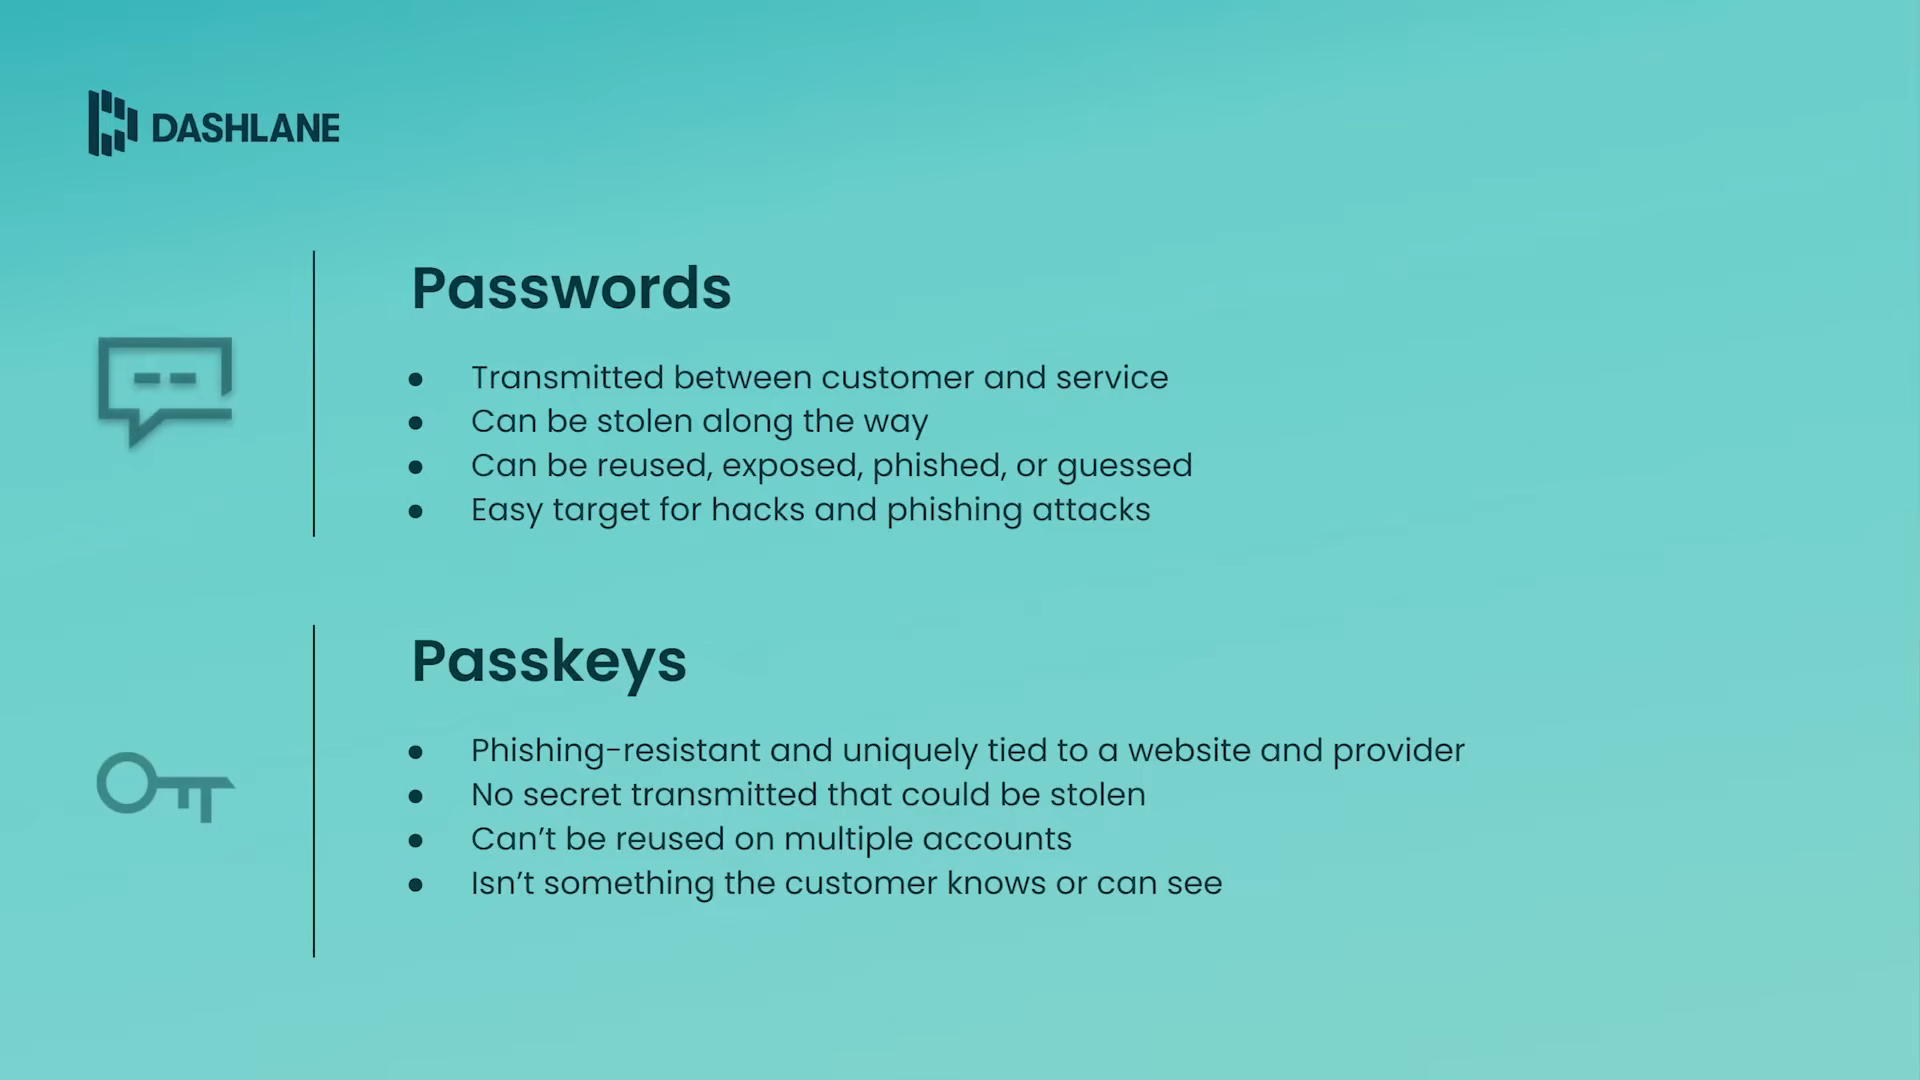 DASHLANE
Passwords
● Transmitted between customer and service
● Can be stolen along the way
● Can be reused, exposed, phished, or guessed
● Easy target for hacks and phishing attacks
Passkeys
● Phishing-resistant and uniquely tied to a website and provider
● No secret transmitted that could be stolen
● Can’t be reused on multiple accounts
● Isn’t something the customer knows or can see